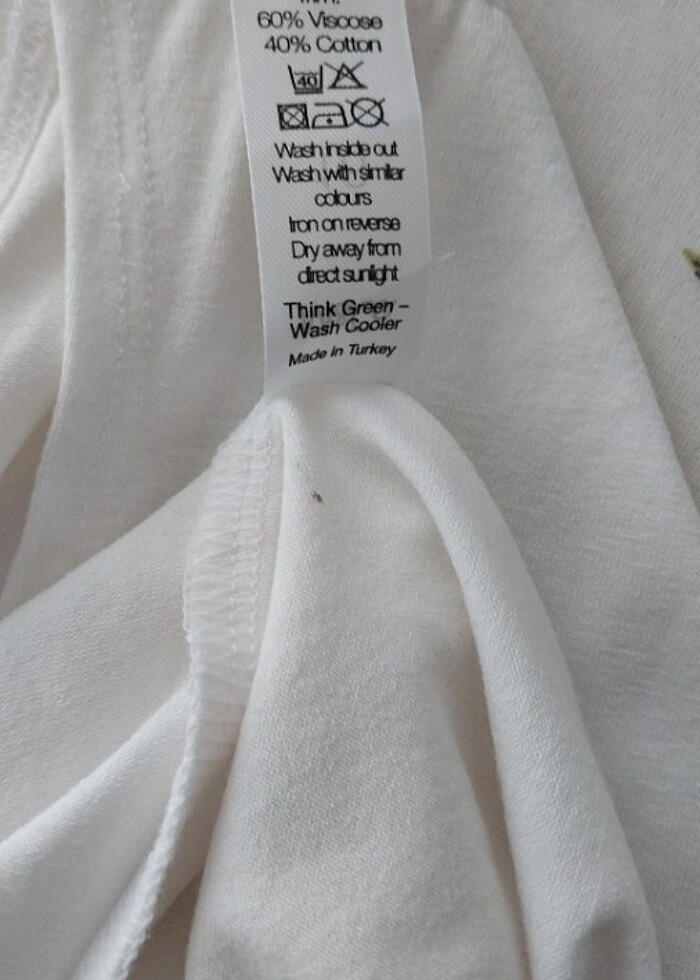 60% Viscose
40% Cotton
40
Wash inside out
Wash with similar
colours
Iron on reverse
Dry away from
direct sunlight
Think Green –
Wash Cooler
Made in Turkey